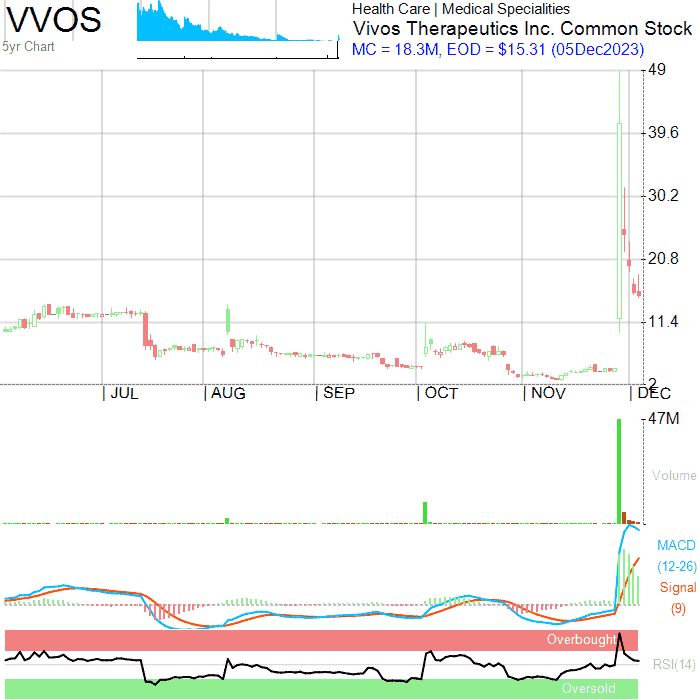 VVOS
5yr Chart
Health Care | Medical Specialities
Vivos Therapeutics Inc. Common Stock
MC = 18.3M, EOD = $15.31 (05Dec2023)
49
39.6
30.2
20.8
11.4
2
| JUL | AUG | SEP | OCT | NOV | DEC
47M
Volume
MACD
(12-26)
Signal
(9)
Overbought
RSI(14)
Oversold